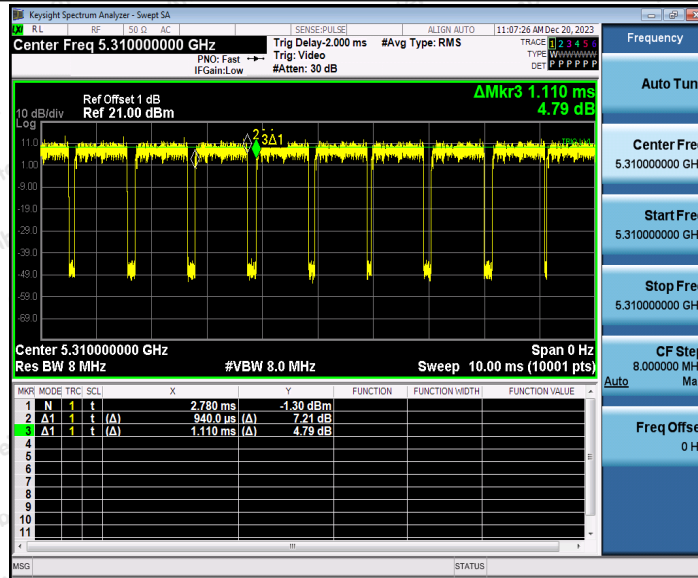 Keysight Spectrum Analyzer - Swept SA
LXI RL RF 50 Ω AC SENSE:PULSE ALIGN AUTO 11:07:26 AM Dec 20, 2023
Center Freq 5.310000000 GHz
PNO: Fast
IFGain:Low
Trig Delay-2.000 ms
Trig: Video
#Atten: 30 dB
#Avg Type: RMS
TRACE 1 2 3 4 5 6
TYPE WWWWWW
DET P P P P P P
Frequency
Auto Tun
Center Fre
5.310000000 GH
Start Fre
5.310000000 GH
Stop Fre
5.310000000 GH
CF Ste
8.000000 MH
Auto Ma
Freq Offse
0 H
ΔMkr3 1.110 ms
4.79 dB
Ref Offset 1 dB
10 dB/div Ref 21.00 dBm
Log
11.0
1.00
-9.00
-19.0
-29.0
-39.0
-49.0
-59.0
-69.0
3Δ1
Center 5.310000000 GHz Span 0 Hz
Res BW 8 MHz #VBW 8.0 MHz Sweep 10.00 ms (10001 pts)
MKR MODE TRC SCL X Y FUNCTION FUNCTION WIDTH FUNCTION VALUE
1 N 1 t 2.780 ms -1.30 dBm
2 Δ1 1 t (Δ) 940.0 µs (Δ) 7.21 dB
3 Δ1 1 t (Δ) 1.110 ms (Δ) 4.79 dB
4
5
6
7
8
9
10
11
MSG STATUS